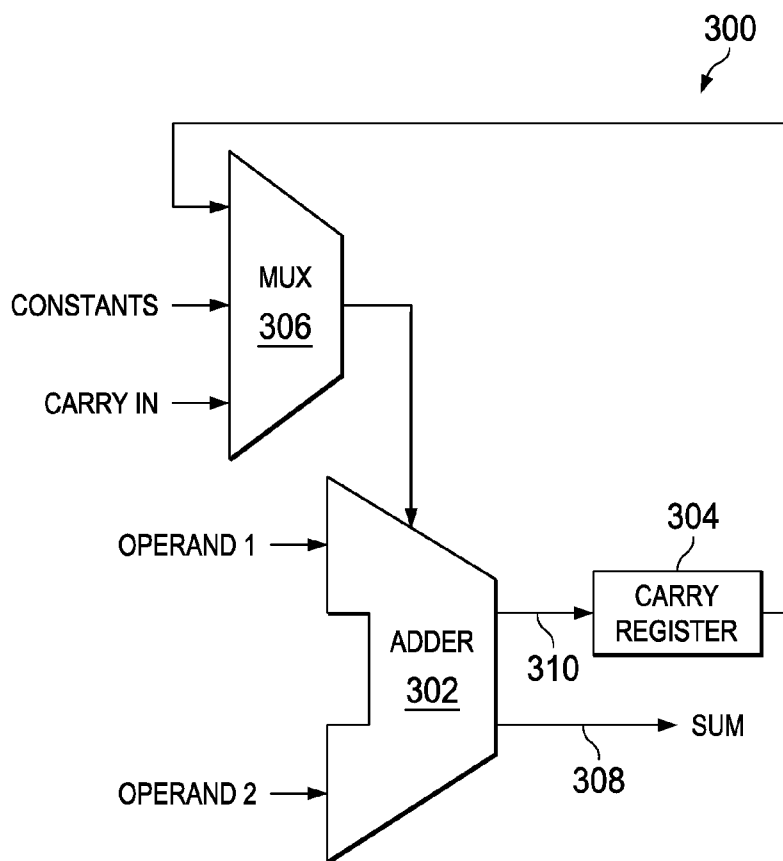 300
MUX
306
CONSTANTS
CARRY IN
304
OPERAND 1
CARRY
REGISTER
ADDER
302
310
SUM
308
OPERAND 2